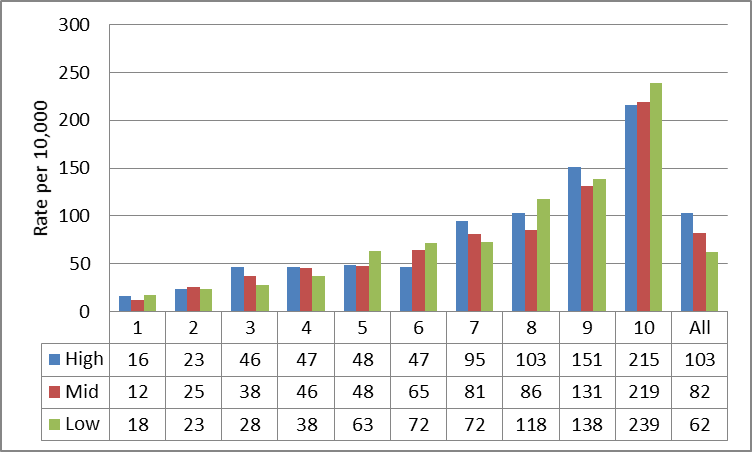 300
250
200
150
100
50
0
Rate per 10,000
1 2 3 4 5 6 7 8 9 10 All
High 16 23 46 47 48 47 95 103 151 215 103
Mid 12 25 38 46 48 65 81 86 131 219 82
Low 18 23 28 38 63 72 72 118 138 239 62